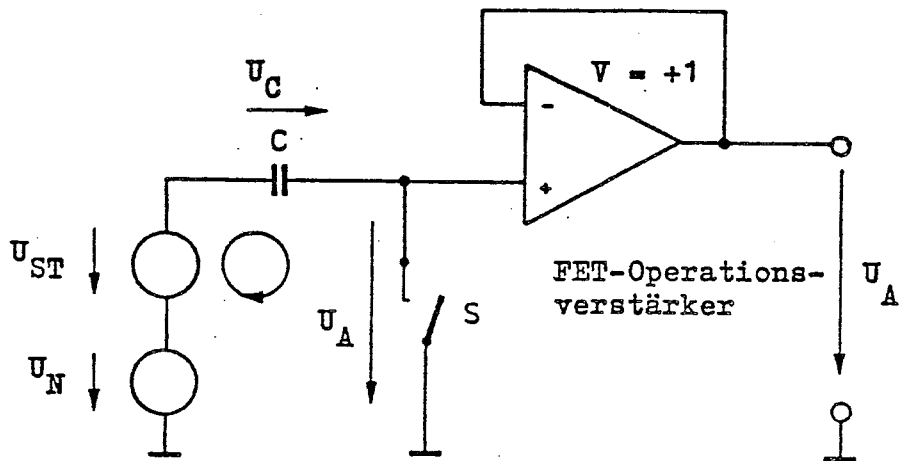 V = +1
U_C
C
-
+
U_ST
U_A
S
FET-Operations-
verstärker
U_A
U_N